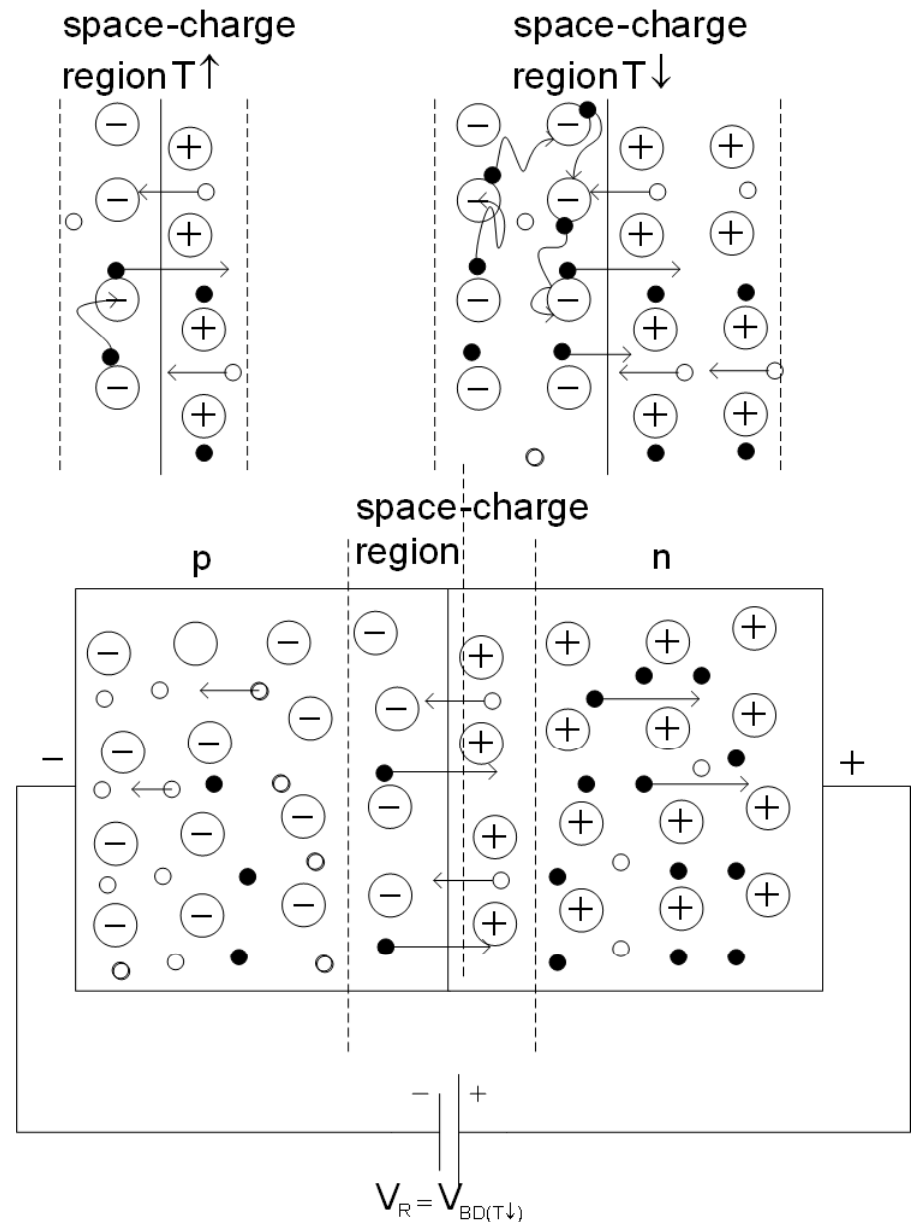 space-charge
region T↑
space-charge
region T↓
space-charge
region
p
n
−
+
−
+
V_R = V_BD(T↓)